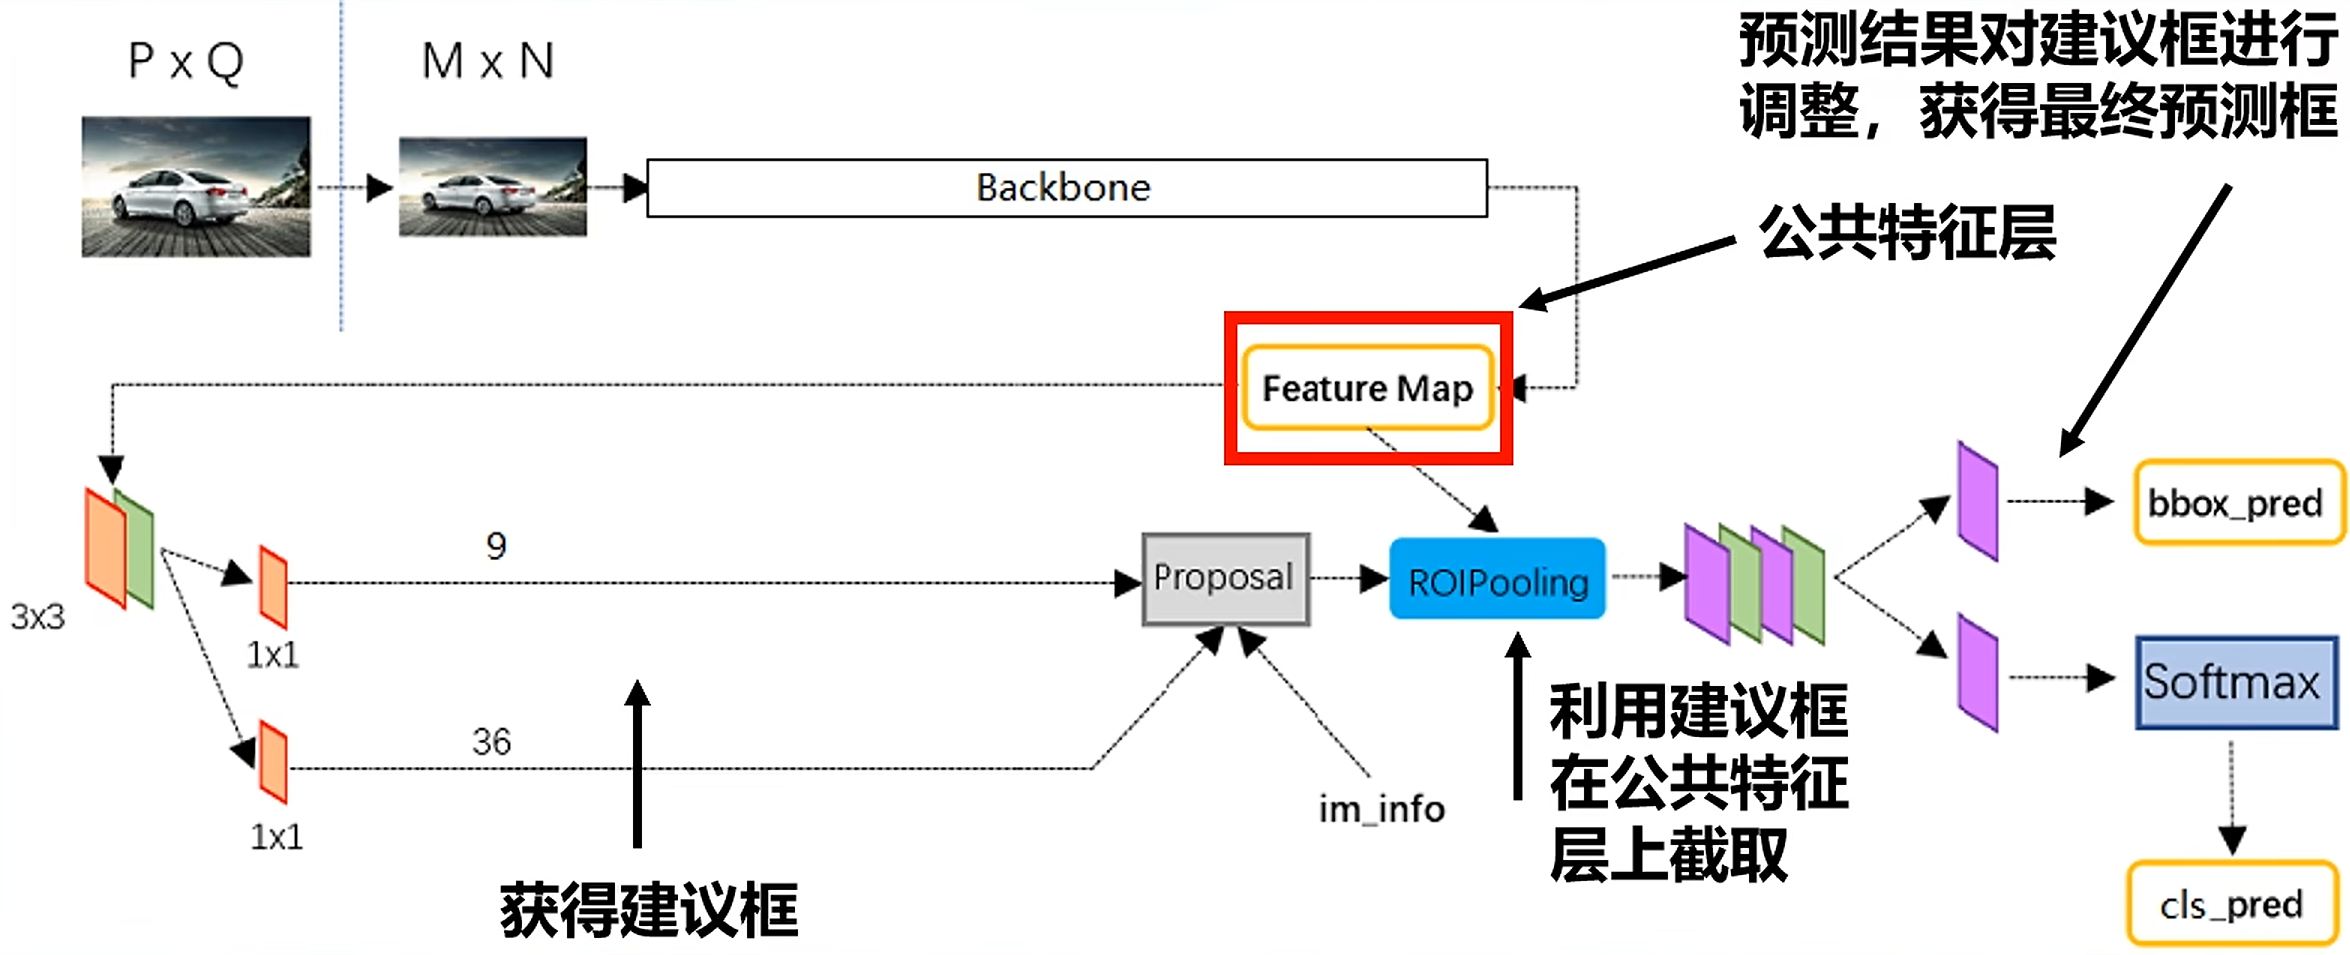 P x Q
M x N
预测结果对建议框进行
调整，获得最终预测框
Backbone
公共特征层
Feature Map
bbox_pred
9
Proposal
ROIPooling
3x3
1x1
Softmax
36
利用建议框
在公共特征
层上截取
im_info
1x1
获得建议框
cls_pred